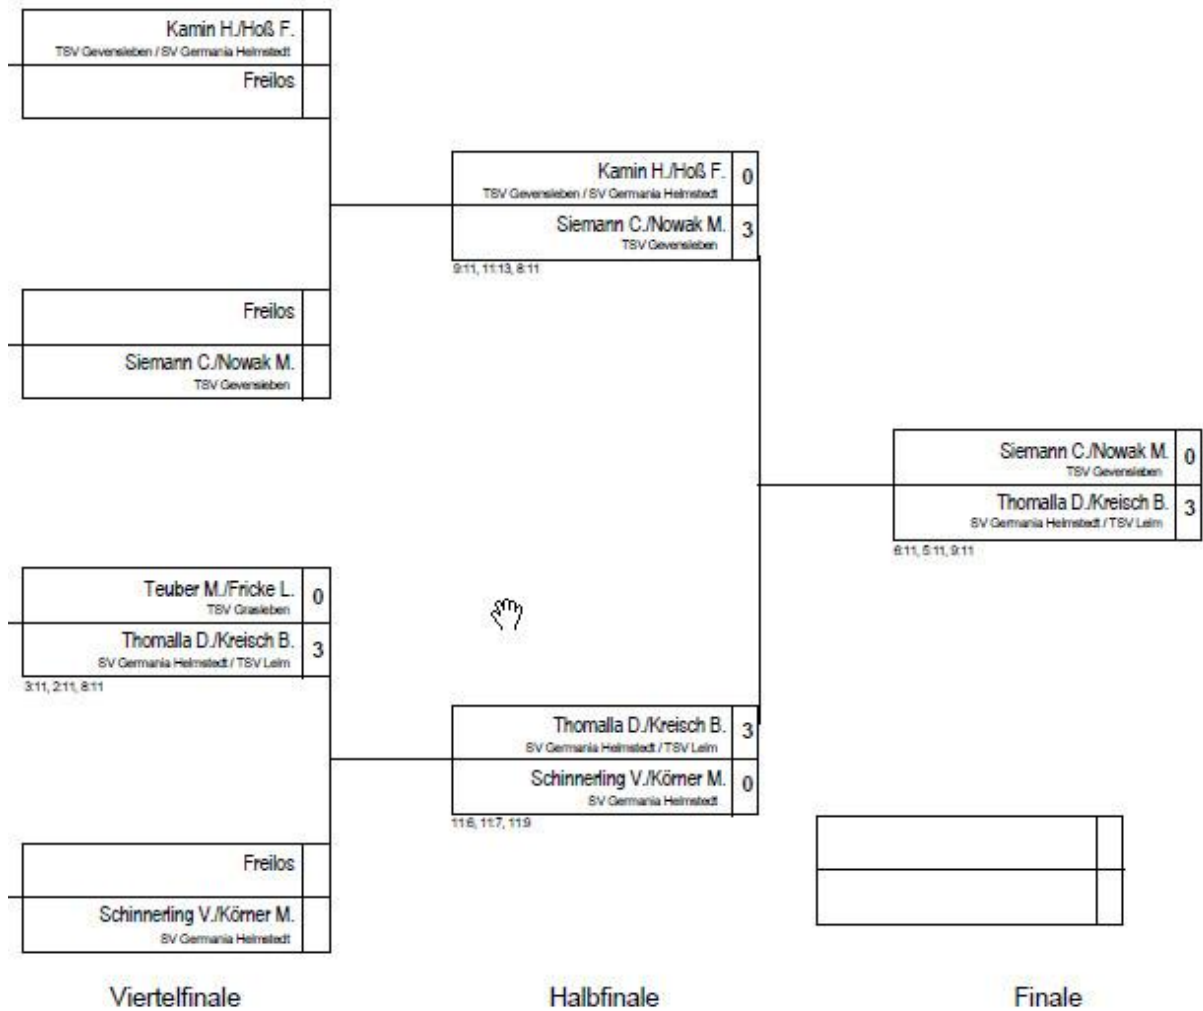 Kamin H./Hoß F.
TSV Gevensleben / SV Germania Helmstedt
Freilos
Freilos
Siemann C./Nowak M.
TSV Gevensleben
Teuber M./Fricke L.
TSV Grasleben
0
Thomalla D./Kreisch B.
SV Germania Helmstedt / TSV Lelm
3
3:11, 2:11, 8:11
Freilos
Schinnerling V./Körner M.
SV Germania Helmstedt
Viertelfinale
Kamin H./Hoß F.
TSV Gevensleben / SV Germania Helmstedt
0
Siemann C./Nowak M.
TSV Gevensleben
3
9:11, 11:13, 8:11
Thomalla D./Kreisch B.
SV Germania Helmstedt / TSV Lelm
3
Schinnerling V./Körner M.
SV Germania Helmstedt
0
11:6, 11:7, 11:9
Halbfinale
Siemann C./Nowak M.
TSV Gevensleben
0
Thomalla D./Kreisch B.
SV Germania Helmstedt / TSV Lelm
3
6:11, 5:11, 9:11
Finale